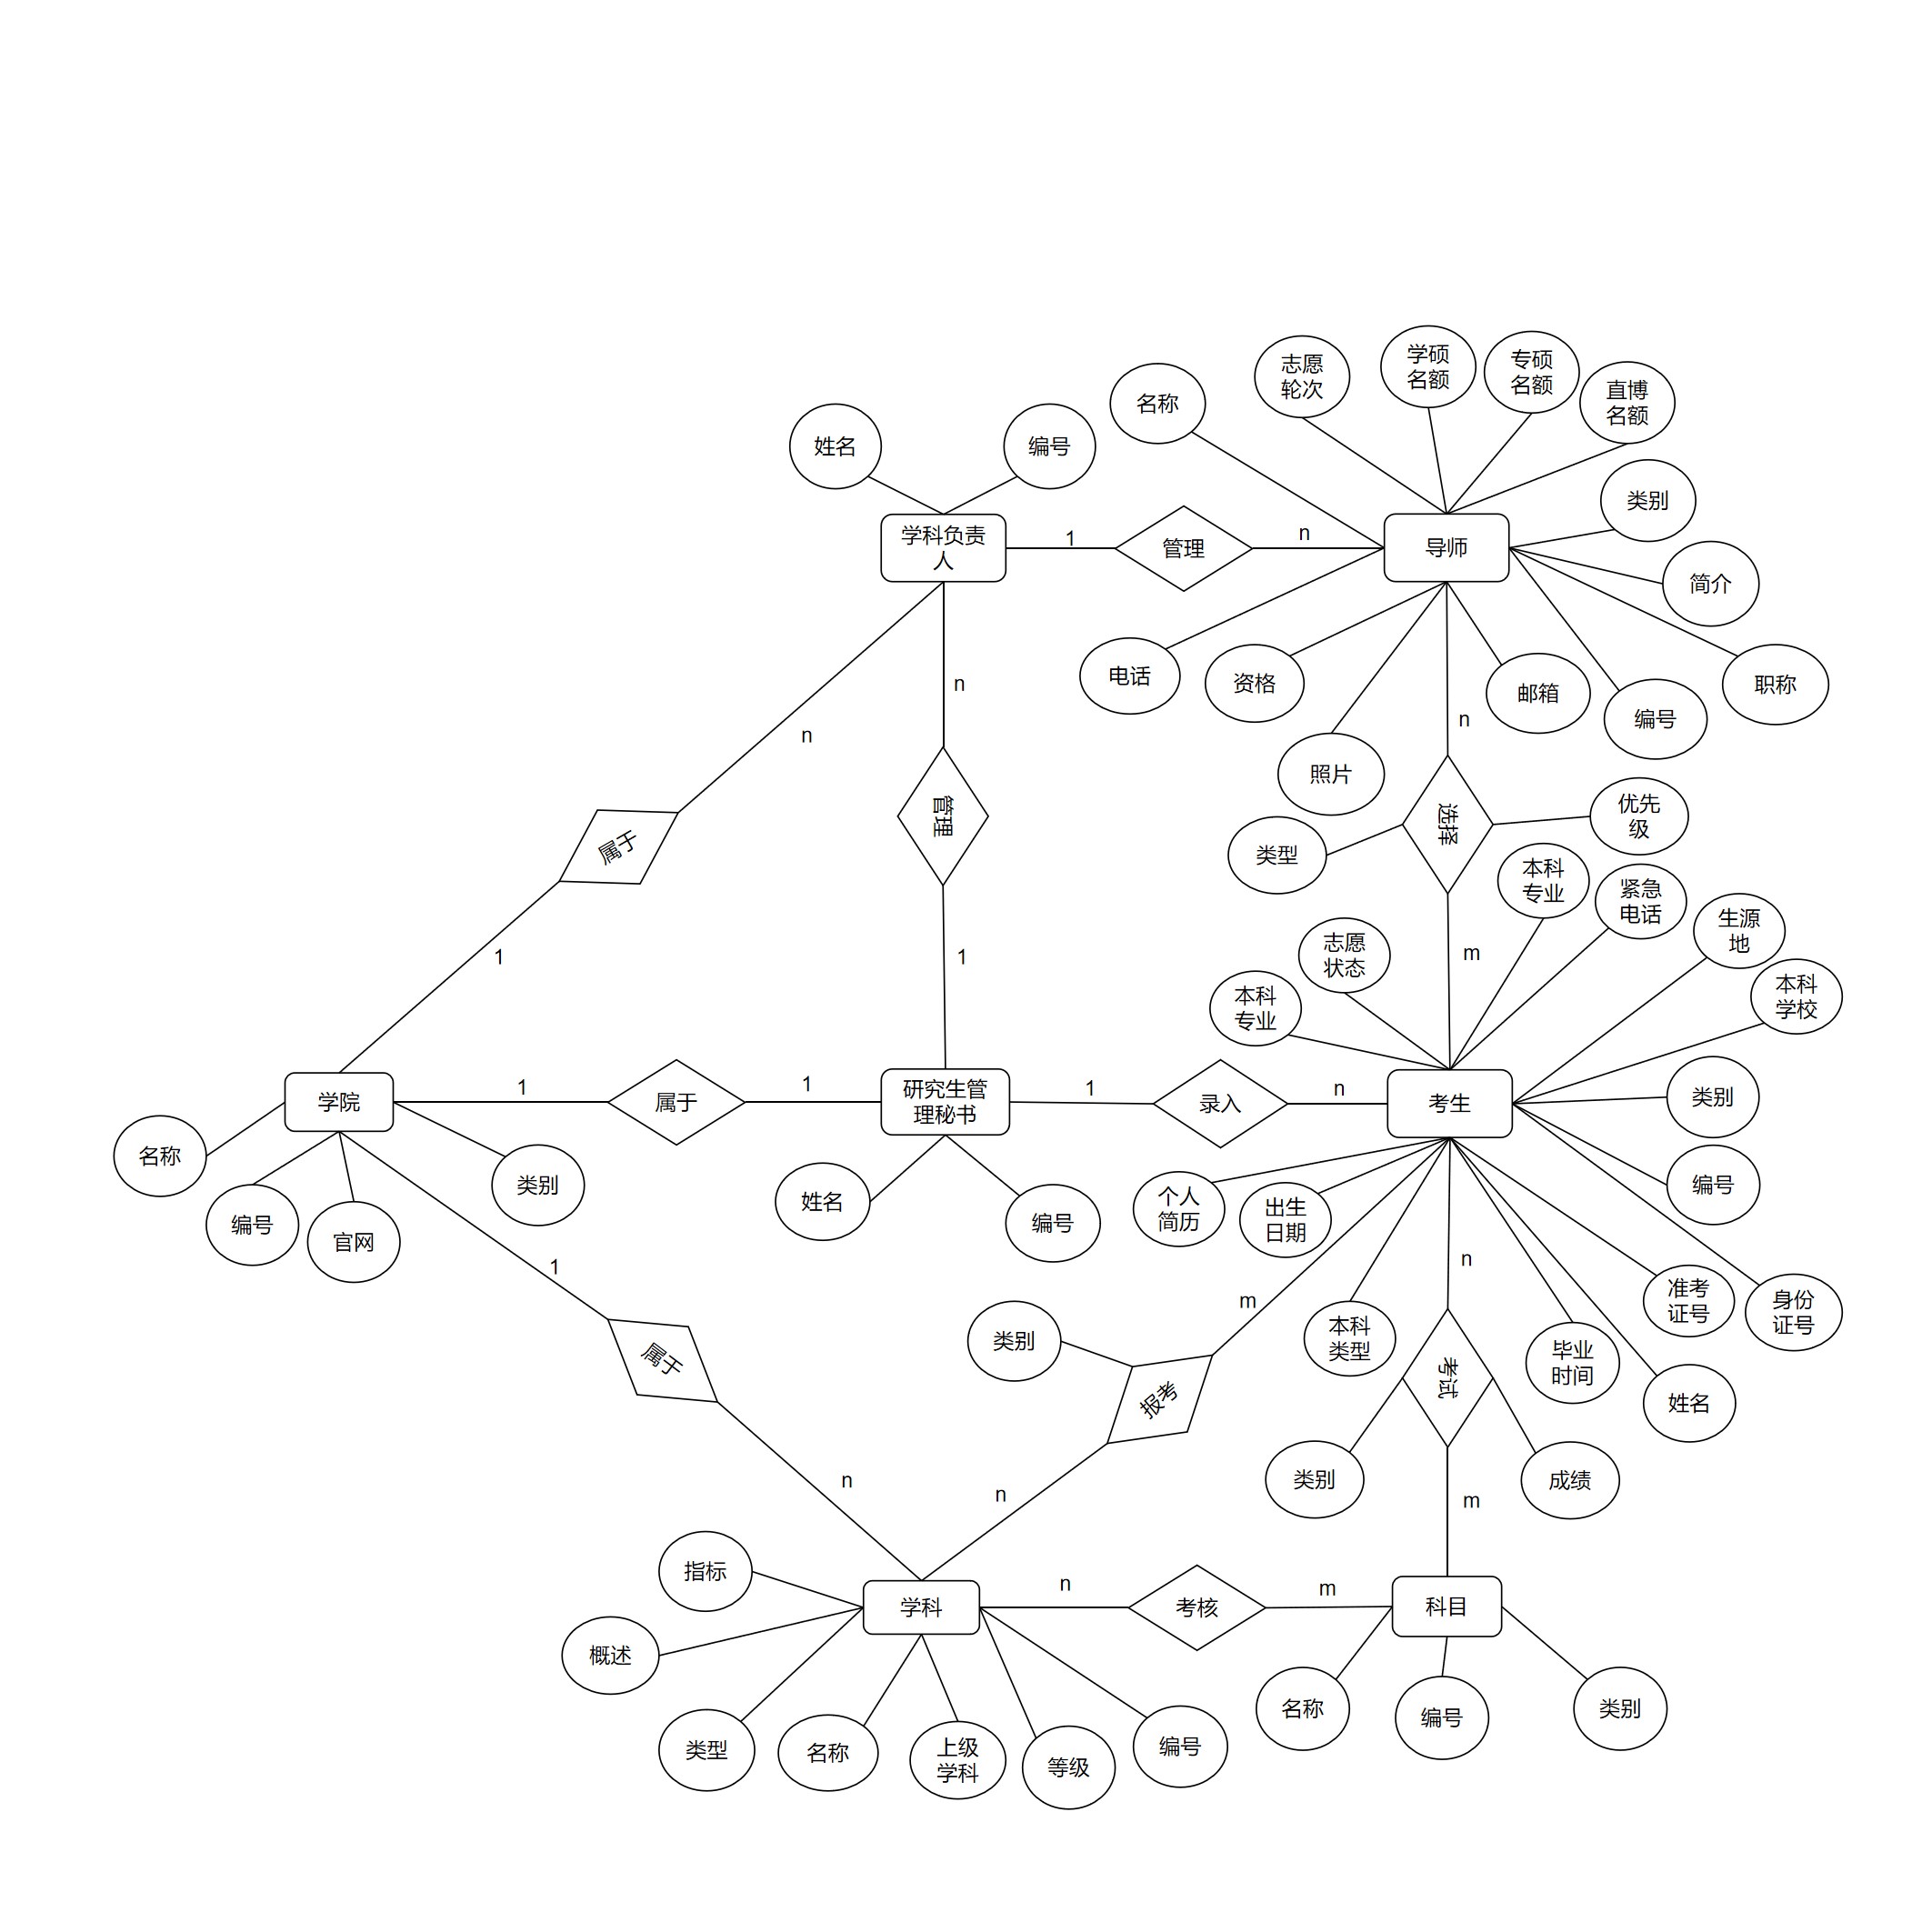 志愿
轮次
学硕
名额
专硕
名额
直博
名额
名称
姓名
编号
类别
学科负责
人
1
管理
n
导师
简介
电话
资格
邮箱
编号
职称
n
n
n
照片
优先
级
选择
类型
管理
属于
本科
专业
紧急
电话
生源
地
志愿
状态
m
1
1
本科
专业
本科
学校
学院
1
属于
1
研究生管
理秘书
1
录入
n
考生
类别
名称
编号
官网
类别
姓名
编号
个人
简历
出生
日期
编号
1
n
m
准考
证号
身份
证号
类别
本科
类型
毕业
时间
属于
报考
考试
姓名
n
n
类别
成绩
m
指标
学科
n
考核
m
科目
概述
类型
名称
上级
学科
等级
编号
名称
编号
类别